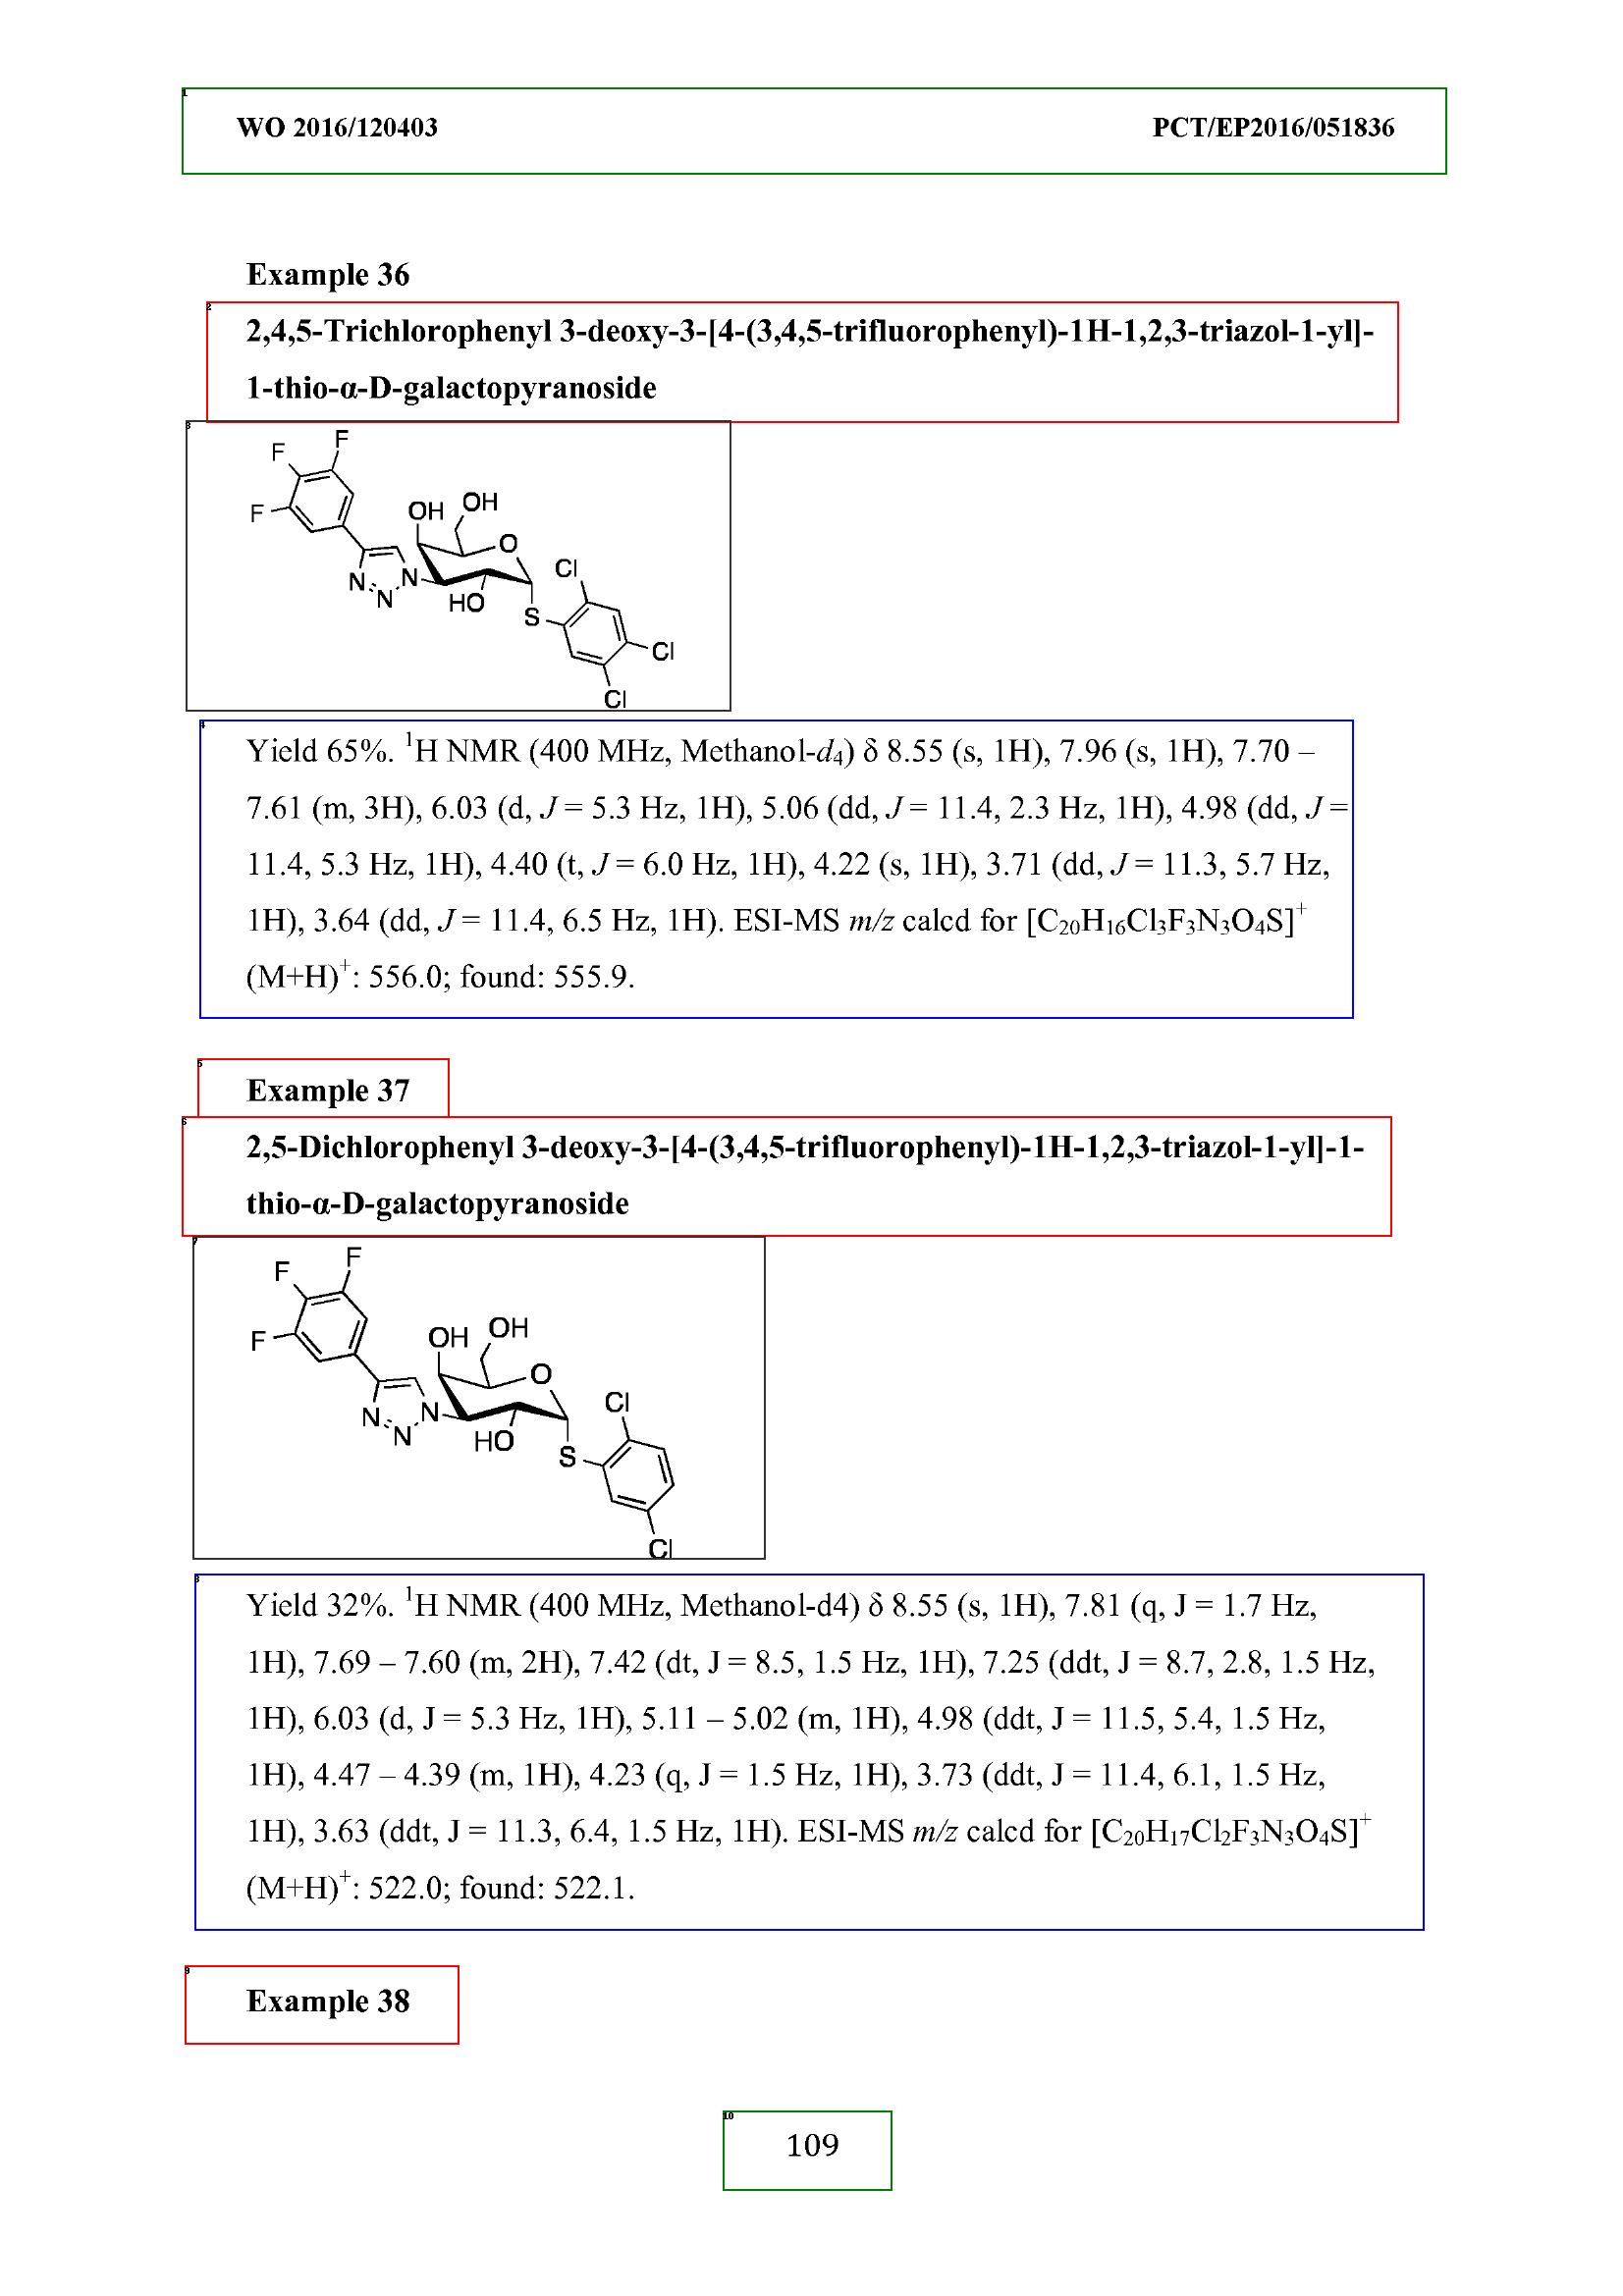 WO 2016/120403 PCT/EP2016/051836
Example 36
2,4,5-Trichlorophenyl 3-deoxy-3-[4-(3,4,5-trifluorophenyl)-1H-1,2,3-triazol-1-yl]-
1-thio-α-D-galactopyranoside
F
F
F
OH
OH
O
N
N
N
HO
S
Cl
Cl
Cl
Yield 65%. ¹H NMR (400 MHz, Methanol-d₄) δ 8.55 (s, 1H), 7.96 (s, 1H), 7.70 –
7.61 (m, 3H), 6.03 (d, J = 5.3 Hz, 1H), 5.06 (dd, J = 11.4, 2.3 Hz, 1H), 4.98 (dd, J =
11.4, 5.3 Hz, 1H), 4.40 (t, J = 6.0 Hz, 1H), 4.22 (s, 1H), 3.71 (dd, J = 11.3, 5.7 Hz,
1H), 3.64 (dd, J = 11.4, 6.5 Hz, 1H). ESI-MS m/z calcd for [C₂₀H₁₆Cl₃F₃N₃O₄S]⁺
(M+H)⁺: 556.0; found: 555.9.
Example 37
2,5-Dichlorophenyl 3-deoxy-3-[4-(3,4,5-trifluorophenyl)-1H-1,2,3-triazol-1-yl]-1-
thio-α-D-galactopyranoside
F
F
F
OH
OH
O
N
N
N
HO
S
Cl
Cl
Yield 32%. ¹H NMR (400 MHz, Methanol-d4) δ 8.55 (s, 1H), 7.81 (q, J = 1.7 Hz,
1H), 7.69 – 7.60 (m, 2H), 7.42 (dt, J = 8.5, 1.5 Hz, 1H), 7.25 (ddt, J = 8.7, 2.8, 1.5 Hz,
1H), 6.03 (d, J = 5.3 Hz, 1H), 5.11 – 5.02 (m, 1H), 4.98 (ddt, J = 11.5, 5.4, 1.5 Hz,
1H), 4.47 – 4.39 (m, 1H), 4.23 (q, J = 1.5 Hz, 1H), 3.73 (ddt, J = 11.4, 6.1, 1.5 Hz,
1H), 3.63 (ddt, J = 11.3, 6.4, 1.5 Hz, 1H). ESI-MS m/z calcd for [C₂₀H₁₇Cl₂F₃N₃O₄S]⁺
(M+H)⁺: 522.0; found: 522.1.
Example 38
109